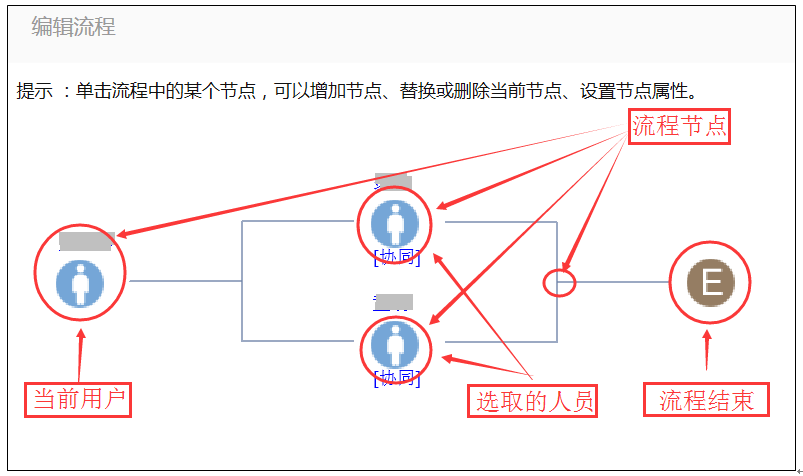 编辑流程
提示 ：单击流程中的某个节点，可以增加节点、替换或删除当前节点、设置节点属性。
流程节点
[协同]
E
[协同]
当前用户
选取的人员
流程结束